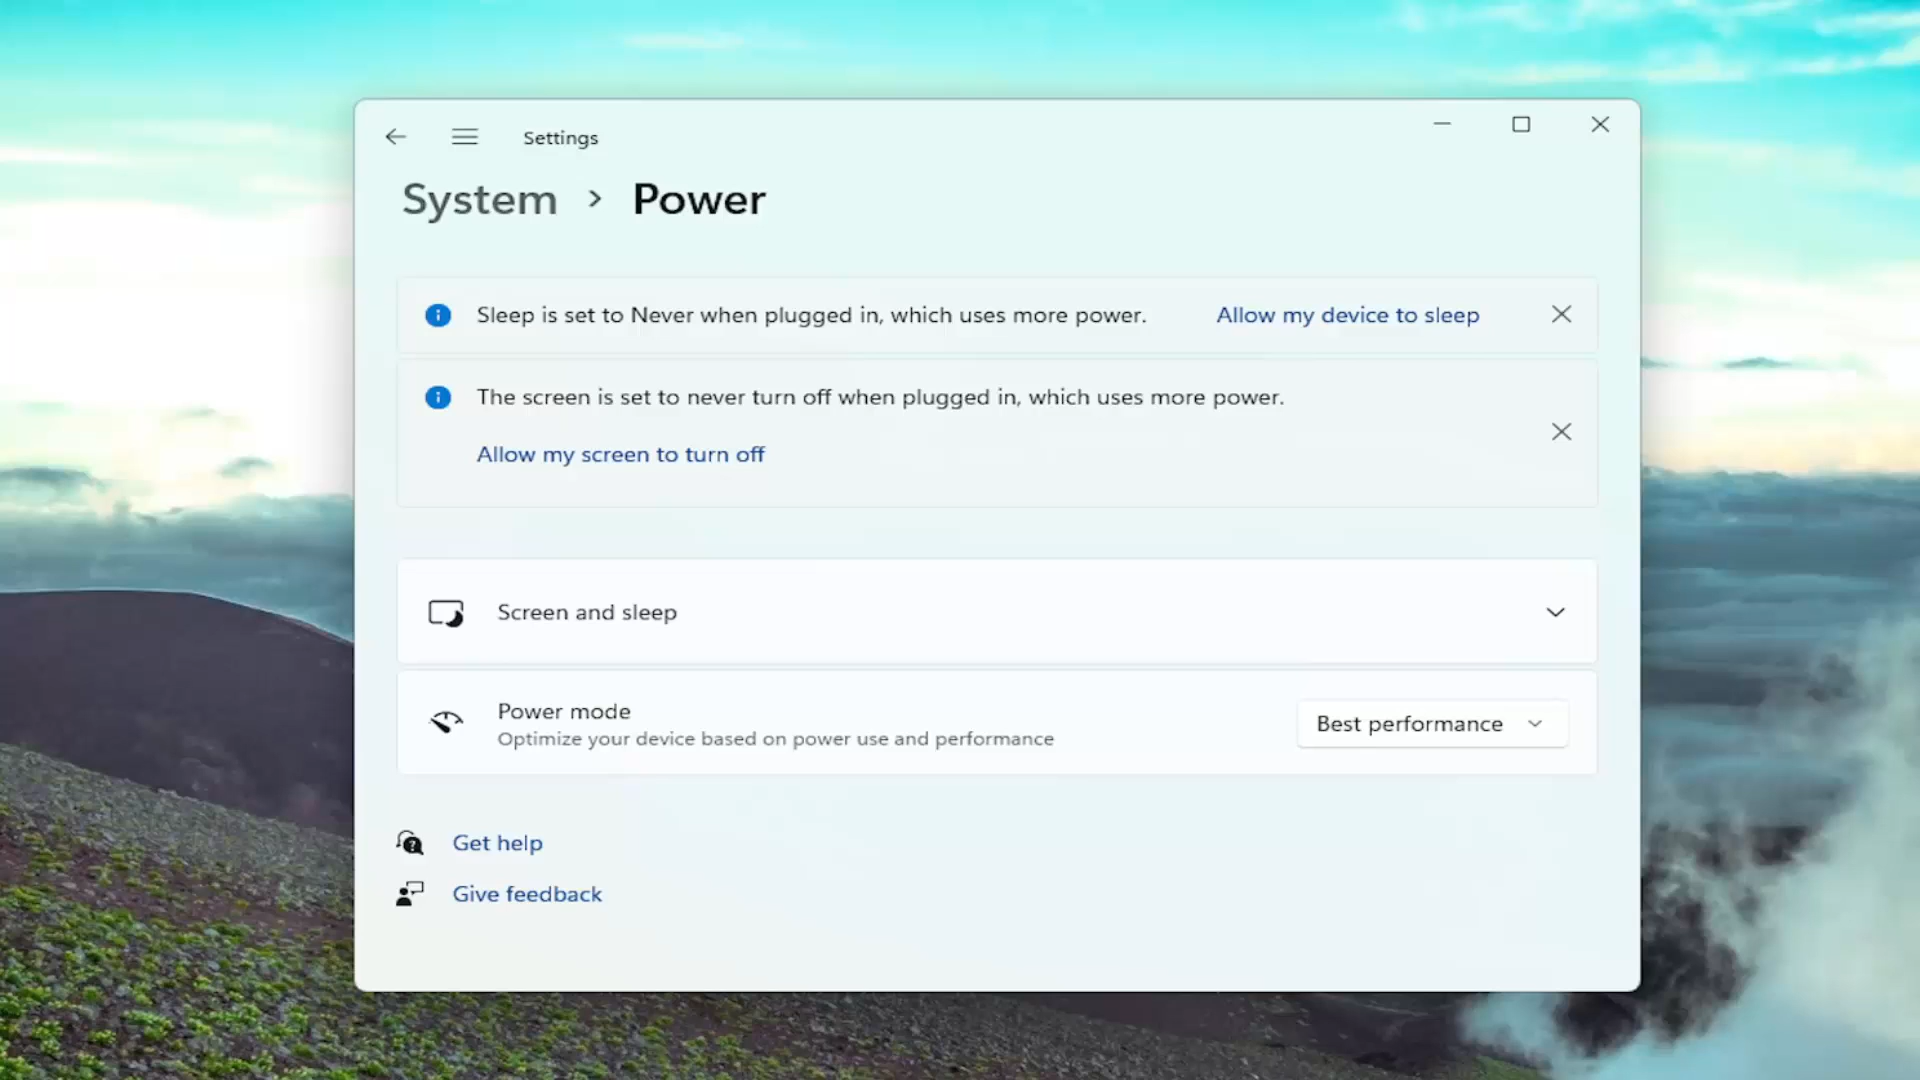 Settings
System > Power
Sleep is set to Never when plugged in, which uses more power. Allow my device to sleep
The screen is set to never turn off when plugged in, which uses more power.
Allow my screen to turn off
Screen and sleep
Power mode
Optimize your device based on power use and performance
Best performance
Get help
Give feedback